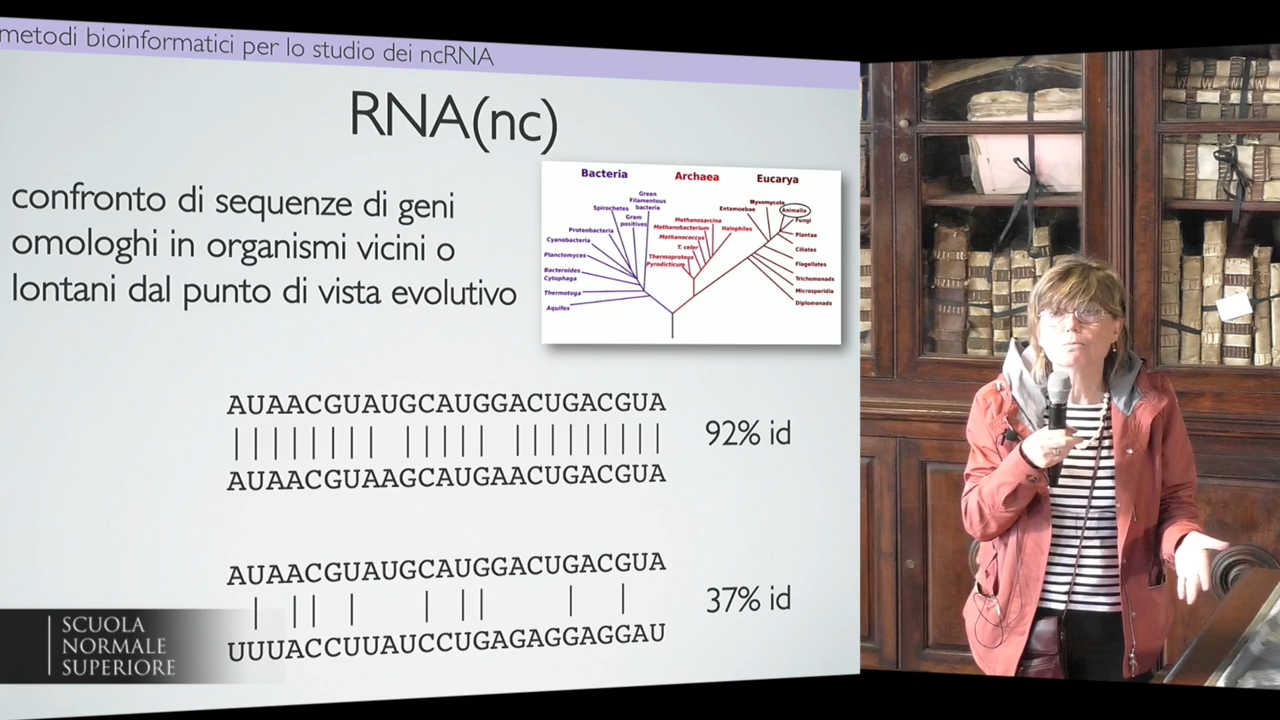 metodi bioinformatici per lo studio dei ncRNA
RNA(nc)
confronto di sequenze di geni
omologhi in organismi vicini o
lontani dal punto di vista evolutivo
Bacteria
Archaea
Eucarya
Green
Filamentous
bacteria
Spirochetes
Gram
positives
Proteobacteria
Cyanobacteria
Planctomyces
Bacteroides
Cytophaga
Thermotoga
Aquifex
Methanosarcina
Methanobacterium
Halophiles
Methanococcus
T. celer
Thermoproteus
Pyrodicticum
Entamoebae
Myxomycota
Animalia
Fungi
Plantae
Ciliates
Flagellates
Trichomonads
Microsporidia
Diplomonads
AUAACGUAUGCAUGGACUGACGUA
92% id
AUAACGUAAGCAUGAACUGACGUA
AUAACGUAUGCAUGGACUGACGUA
37% id
UUUACCUUAUCCUGAGAGGAGGAU
SCUOLA
NORMALE
SUPERIORE